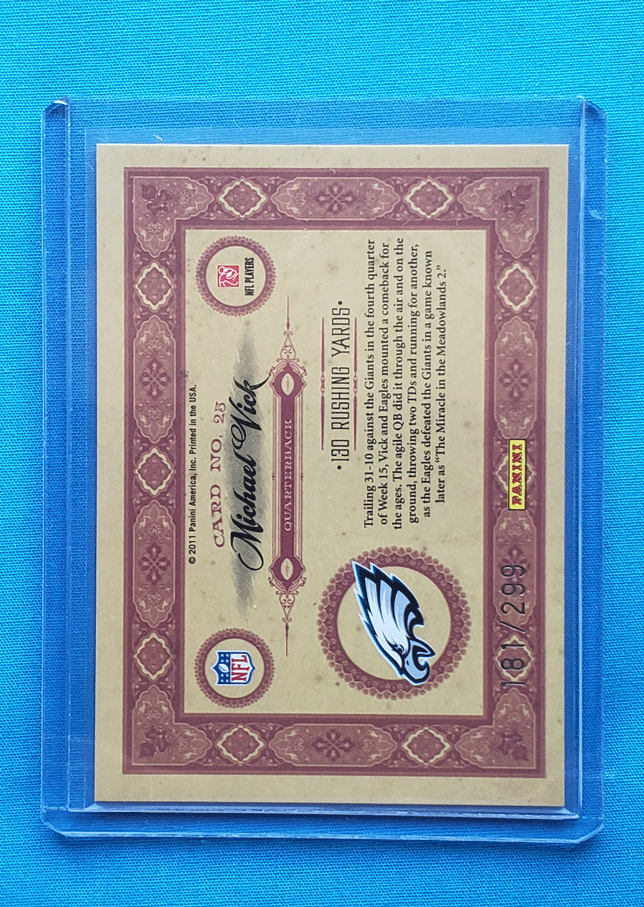 © 2011 Panini America, Inc. Printed in the USA.
CARD NO. 25
NFL
Michael Vick
NFL PLAYERS
QUARTERBACK
•130 RUSHING YARDS•
Trailing 31-10 against the Giants in the fourth quarter
of Week 15, Vick and Eagles mounted a comeback for
the ages. The agile QB did it through the air and on the
ground, throwing two TDs and running for another,
as the Eagles defeated the Giants in a game known
later as “The Miracle in the Meadowlands 2.”
181/299
PANINI